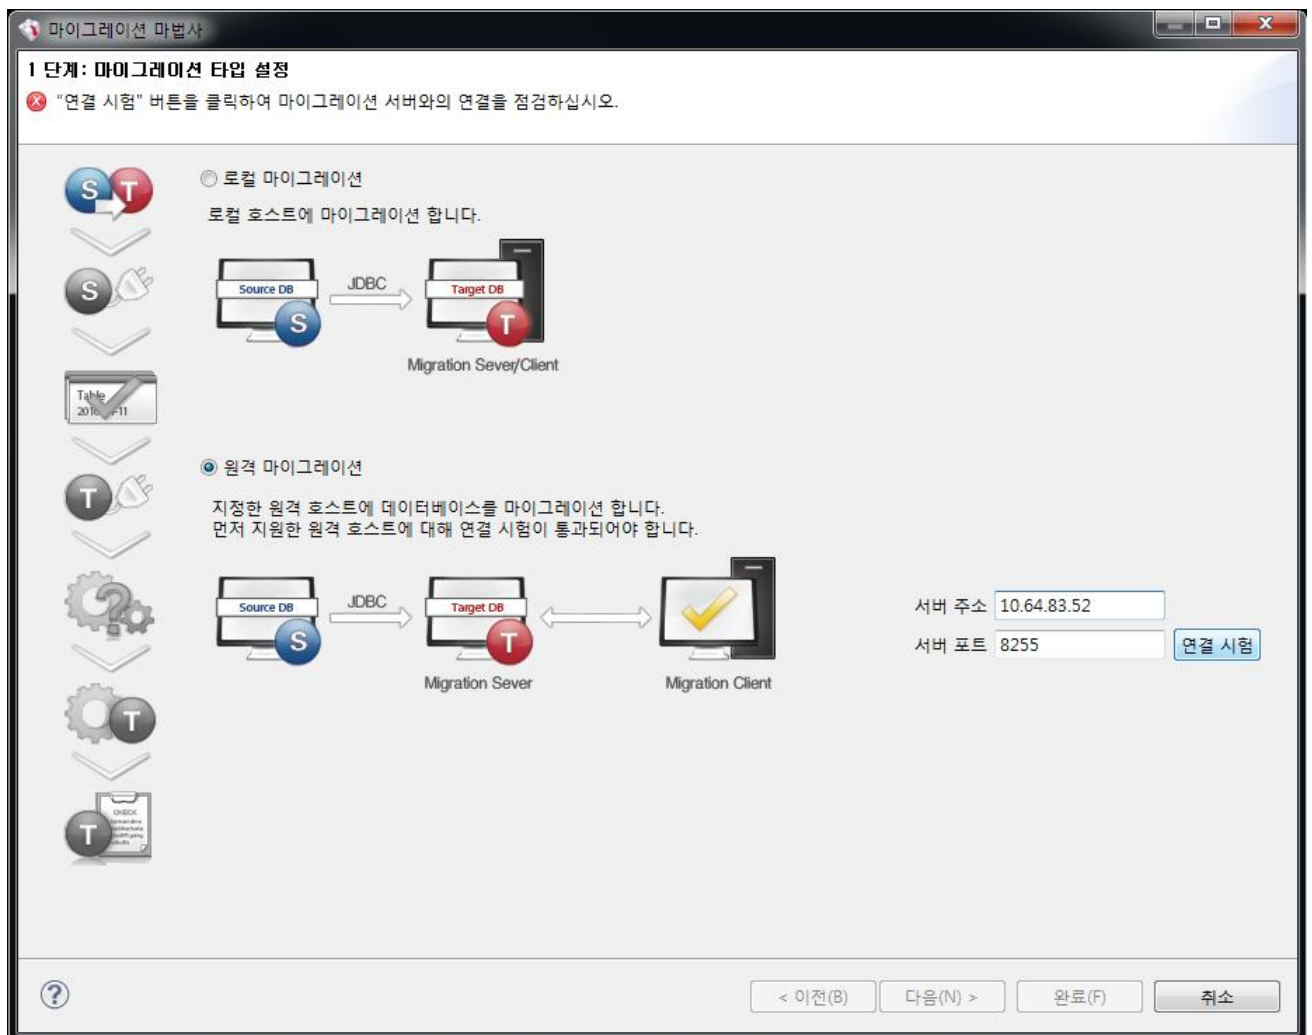 마이그레이션 마법사
1 단계: 마이그레이션 타입 설정
"연결 시험" 버튼을 클릭하여 마이그레이션 서버와의 연결을 점검하십시오.
S T
로컬 마이그레이션
로컬 호스트에 마이그레이션 합니다.
S
Source DB
S
JDBC
Target DB
T
Migration Sever/Client
Table
원격 마이그레이션
T
지정한 원격 호스트에 데이터베이스를 마이그레이션 합니다.
먼저 지원한 원격 호스트에 대해 연결 시험이 통과되어야 합니다.
Source DB
S
JDBC
Target DB
T
Migration Sever
Migration Client
서버 주소 10.64.83.52
서버 포트 8255 연결 시험
T
CHECK
T
< 이전(B) 다음(N) > 완료(F) 취소